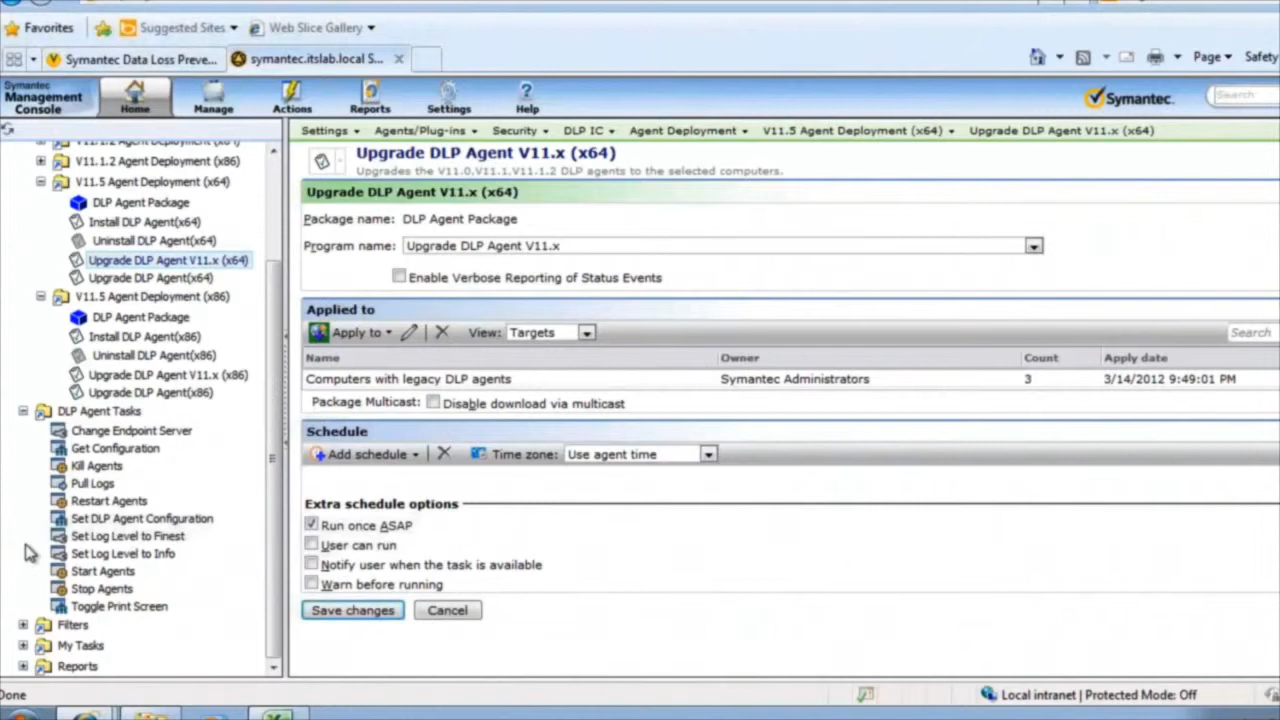 Favorites
Suggested Sites
Web Slice Gallery
Symantec Data Loss Preve...
symantec.itslab.local S...
Page
Safety
Symantec
Management
Console
Home
Manage
Actions
Reports
Settings
Help
Symantec.
Search
Settings
Agents/Plug-ins
Security
DLP IC
Agent Deployment
V11.5 Agent Deployment (x64)
Upgrade DLP Agent V11.x (x64)
V11.1.2 Agent Deployment (x64)
V11.1.2 Agent Deployment (x86)
V11.5 Agent Deployment (x64)
DLP Agent Package
Install DLP Agent(x64)
Uninstall DLP Agent(x64)
Upgrade DLP Agent V11.x (x64)
Upgrade DLP Agent(x64)
V11.5 Agent Deployment (x86)
DLP Agent Package
Install DLP Agent(x86)
Uninstall DLP Agent(x86)
Upgrade DLP Agent V11.x (x86)
Upgrade DLP Agent(x86)
DLP Agent Tasks
Change Endpoint Server
Get Configuration
Kill Agents
Pull Logs
Restart Agents
Set DLP Agent Configuration
Set Log Level to Finest
Set Log Level to Info
Start Agents
Stop Agents
Toggle Print Screen
Filters
My Tasks
Reports
Upgrade DLP Agent V11.x (x64)
Upgrades the V11.0,V11.1,V11.1.2 DLP agents to the selected computers.
Upgrade DLP Agent V11.x (x64)
Package name: DLP Agent Package
Program name: Upgrade DLP Agent V11.x
Enable Verbose Reporting of Status Events
Applied to
Apply to
View: Targets
Search
Name Owner Count Apply date
Computers with legacy DLP agents Symantec Administrators 3 3/14/2012 9:49:01 PM
Package Multicast: Disable download via multicast
Schedule
Add schedule
Time zone: Use agent time
Extra schedule options
Run once ASAP
User can run
Notify user when the task is available
Warn before running
Save changes Cancel
Done
Local intranet | Protected Mode: Off